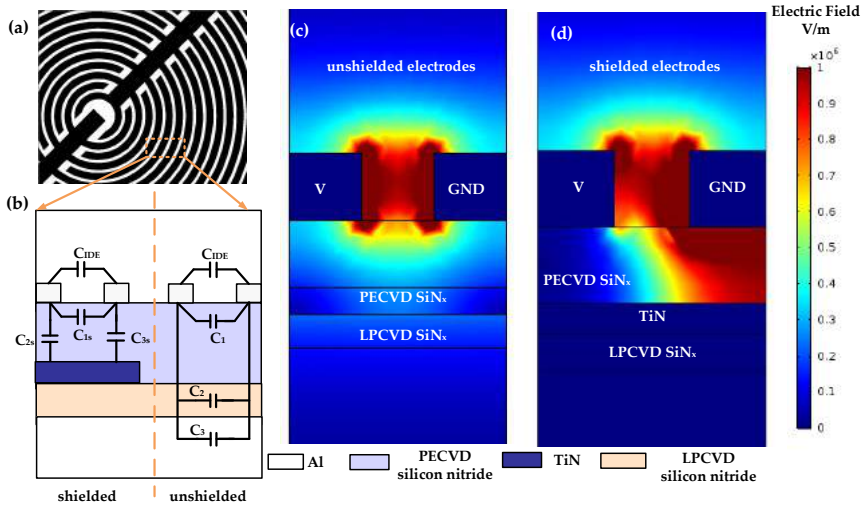 (a)
(b)
C_IDE
C_IDE
C_1s
C_2s
C_3s
C_1
C_2
C_3
shielded
unshielded
(c)
unshielded electrodes
V
GND
PECVD SiNₓ
LPCVD SiNₓ
(d)
shielded electrodes
V
GND
PECVD SiNₓ
TiN
LPCVD SiNₓ
Electric Field
V/m
×10⁶
1
0.9
0.8
0.7
0.6
0.5
0.4
0.3
0.2
0.1
0
Al
PECVD
silicon nitride
TiN
LPCVD
silicon nitride